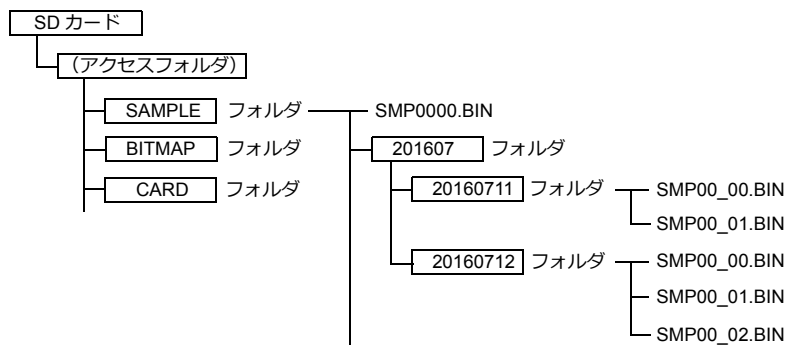 SD カード
（アクセスフォルダ）
SAMPLE フォルダ SMP0000.BIN
BITMAP フォルダ 201607 フォルダ
CARD フォルダ 20160711 フォルダ SMP00_00.BIN
SMP00_01.BIN
20160712 フォルダ SMP00_00.BIN
SMP00_01.BIN
SMP00_02.BIN